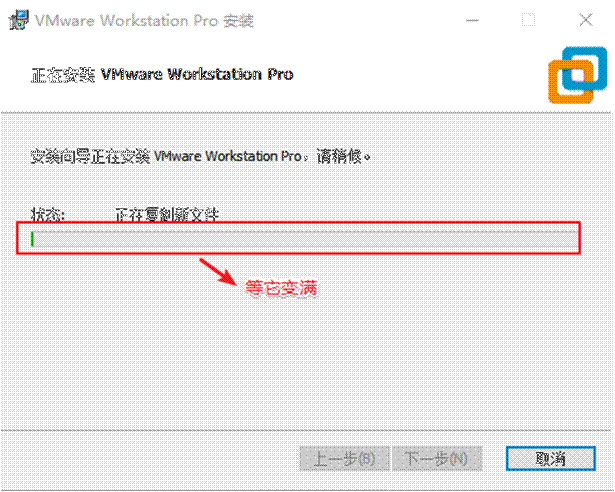 VMware Workstation Pro 安装
正在安装 VMware Workstation Pro
安装向导正在安装 VMware Workstation Pro，请稍候。
状态: 正在复制新文件
等它变满
上一步(B) 下一步(N) 取消